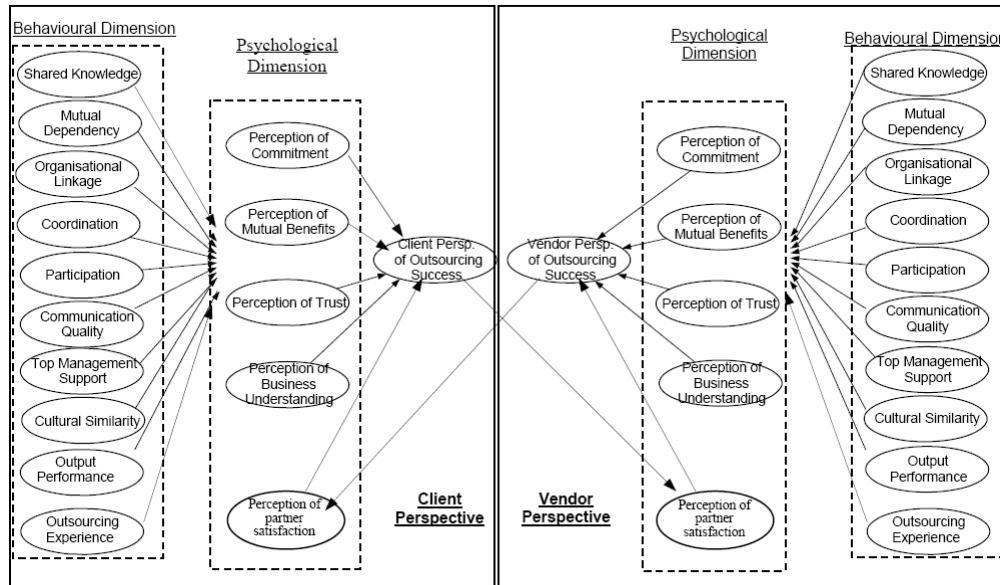 Behavioural Dimension
Shared Knowledge
Mutual
Dependency
Organisational
Linkage
Coordination
Participation
Communication
Quality
Top Management
Support
Cultural Similarity
Output
Performance
Outsourcing
Experience
Psychological
Dimension
Perception of
Commitment
Perception of
Mutual Benefits
Perception of Trust
Perception of
Business
Understanding
Perception of
partner
satisfaction
Client Persp.
of Outsourcing
Success
Client
Perspective
Vendor Persp.
of Outsourcing
Success
Vendor
Perspective
Psychological
Dimension
Perception of
Commitment
Perception of
Mutual Benefits
Perception of Trust
Perception of
Business
Understanding
Perception of
partner
satisfaction
Behavioural Dimension
Shared Knowledge
Mutual
Dependency
Organisational
Linkage
Coordination
Participation
Communication
Quality
Top Management
Support
Cultural Similarity
Output
Performance
Outsourcing
Experience